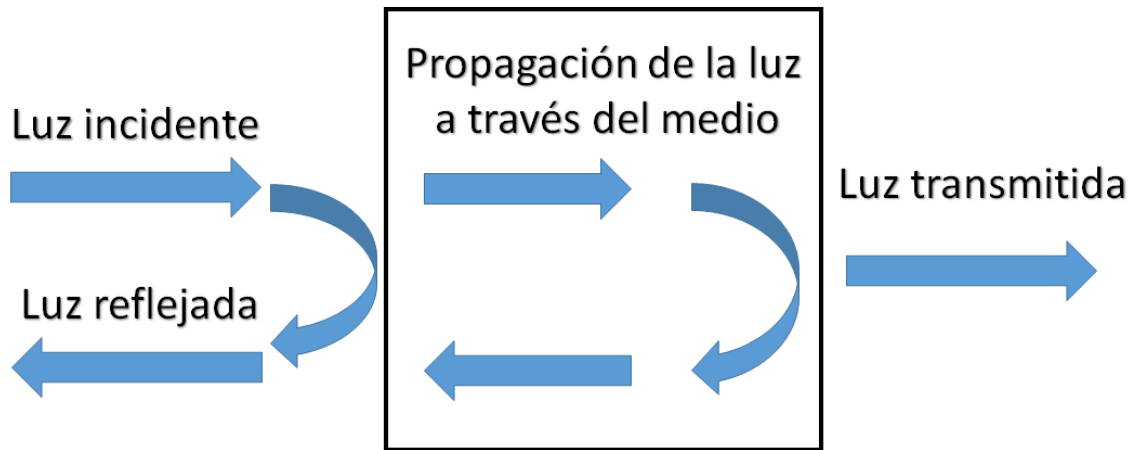 Propagación de la luz
a través del medio
Luz incidente
Luz transmitida
Luz reflejada